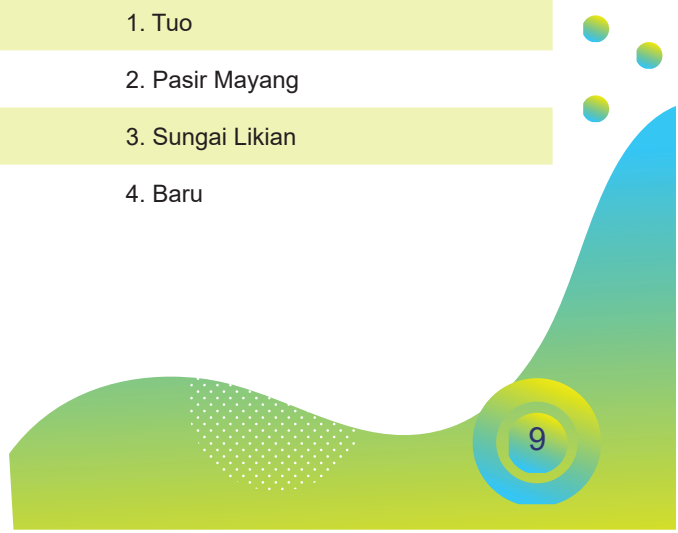 1. Tuo
2. Pasir Mayang
3. Sungai Likian
4. Baru
9